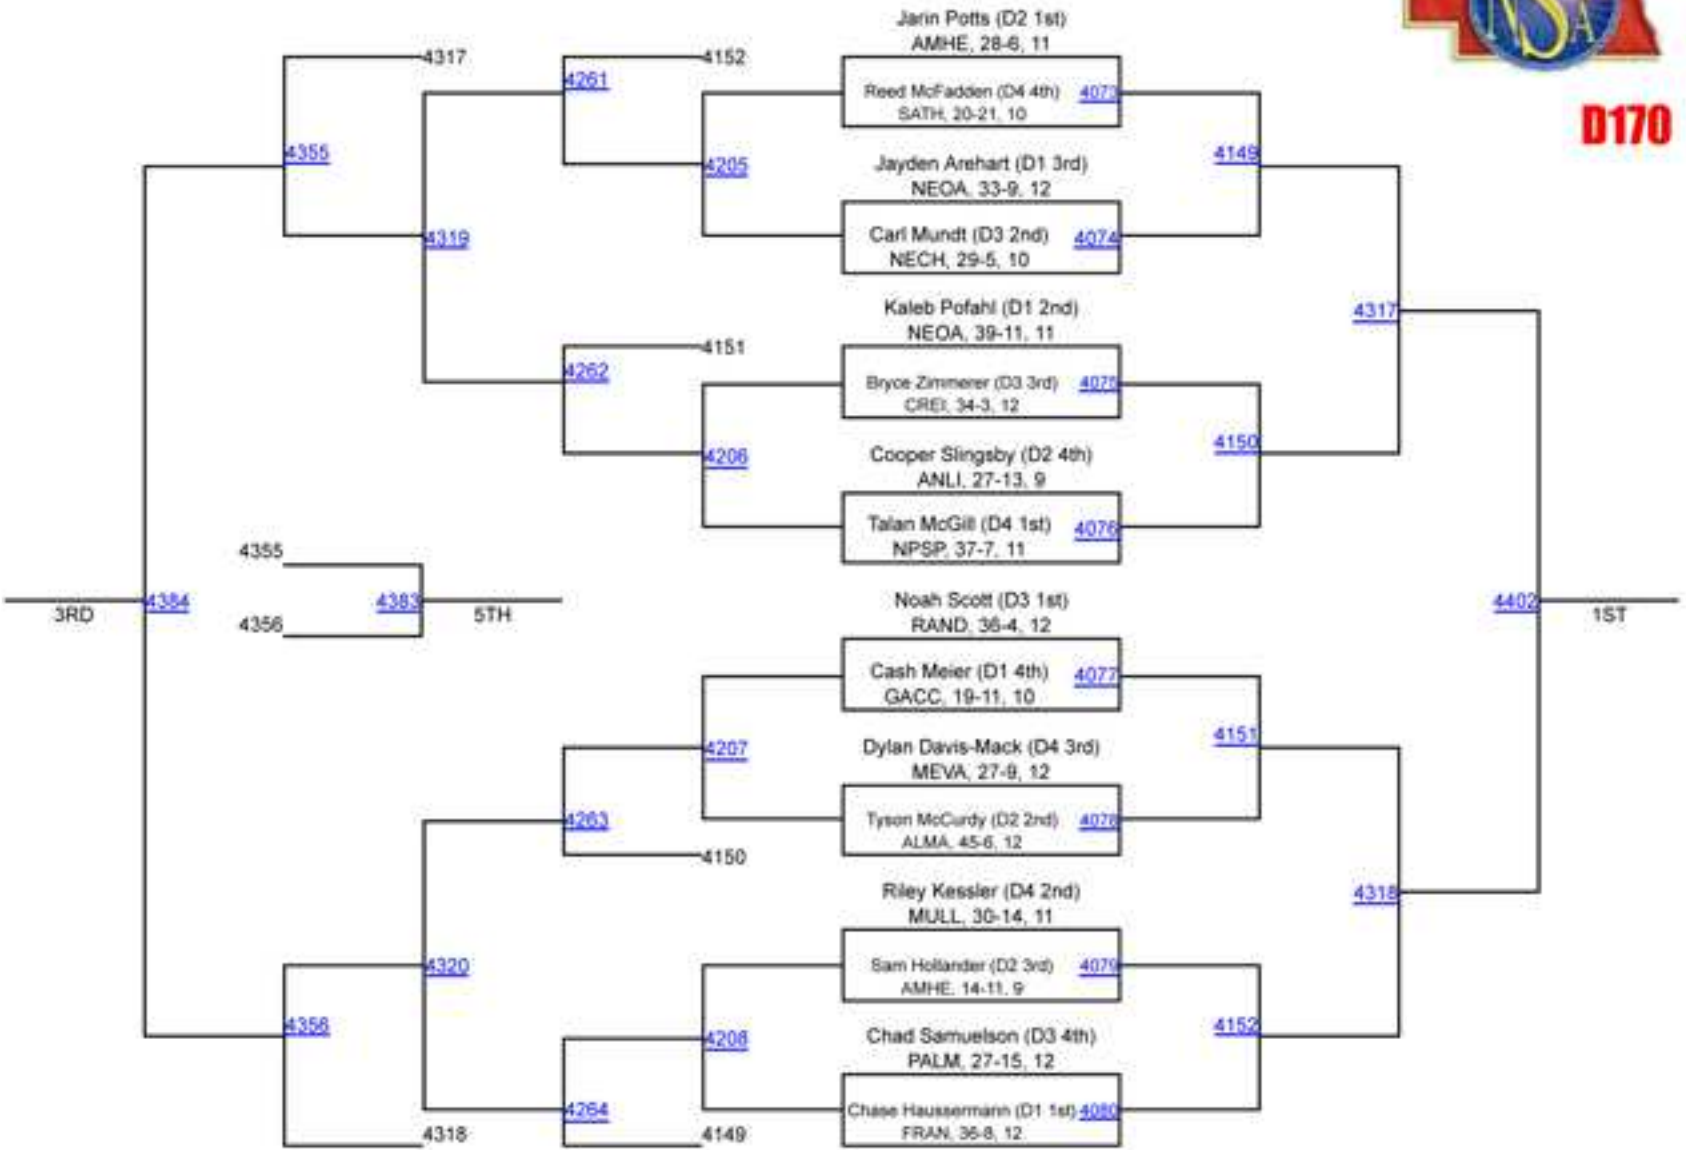 NSA
D170
4317
4152
Jarin Potts (D2 1st)
AMHE, 28-6, 11
4261
Reed McFadden (D4 4th) 4073
SATH, 20-21, 10
4355
4205
Jayden Arehart (D1 3rd)
NEOA, 33-9, 12
4149
4319
Carl Mundt (D3 2nd) 4074
NECH, 29-5, 10
Kaleb Pofahl (D1 2nd)
NEOA, 39-11, 11
4317
4151
4262
Bryce Zimmerer (D3 3rd) 4075
CREI, 34-3, 12
4206
Cooper Slingsby (D2 4th)
ANLI, 27-13, 9
4150
Talan McGill (D4 1st) 4076
NPSP, 37-7, 11
4355
3RD
4384
4383
5TH
4356
Noah Scott (D3 1st)
RAND, 36-4, 12
4402
1ST
Cash Meier (D1 4th) 4077
GACC, 19-11, 10
4207
Dylan Davis-Mack (D4 3rd)
MEVA, 27-9, 12
4151
4263
Tyson McCurdy (D2 2nd) 4078
ALMA, 45-6, 12
4150
Riley Kessler (D4 2nd)
MULL, 30-14, 11
4318
4320
Sam Hollander (D2 3rd) 4079
AMHE, 14-11, 9
4356
4208
Chad Samuelson (D3 4th)
PALM, 27-15, 12
4152
4264
Chase Haussermann (D1 1st) 4080
FRAN, 36-8, 12
4318
4149